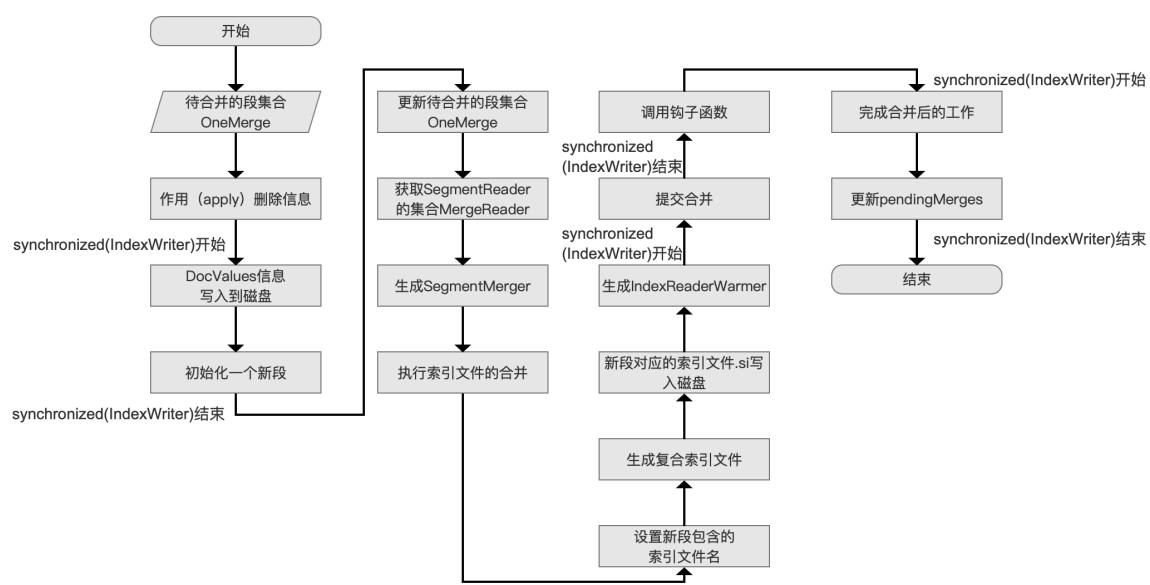 开始
待合并的段集合
OneMerge
作用（apply）删除信息
synchronized(IndexWriter)开始
DocValues信息
写入到磁盘
初始化一个新段
synchronized(IndexWriter)结束
更新待合并的段集合
OneMerge
获取SegmentReader
的集合MergeReader
生成SegmentMerger
执行索引文件的合并
设置新段包含的
索引文件名
生成复合索引文件
新段对应的索引文件.si写
入磁盘
生成IndexReaderWarmer
synchronized
(IndexWriter)开始
提交合并
synchronized
(IndexWriter)结束
调用钩子函数
synchronized(IndexWriter)开始
完成合并后的工作
更新pendingMerges
synchronized(IndexWriter)结束
结束